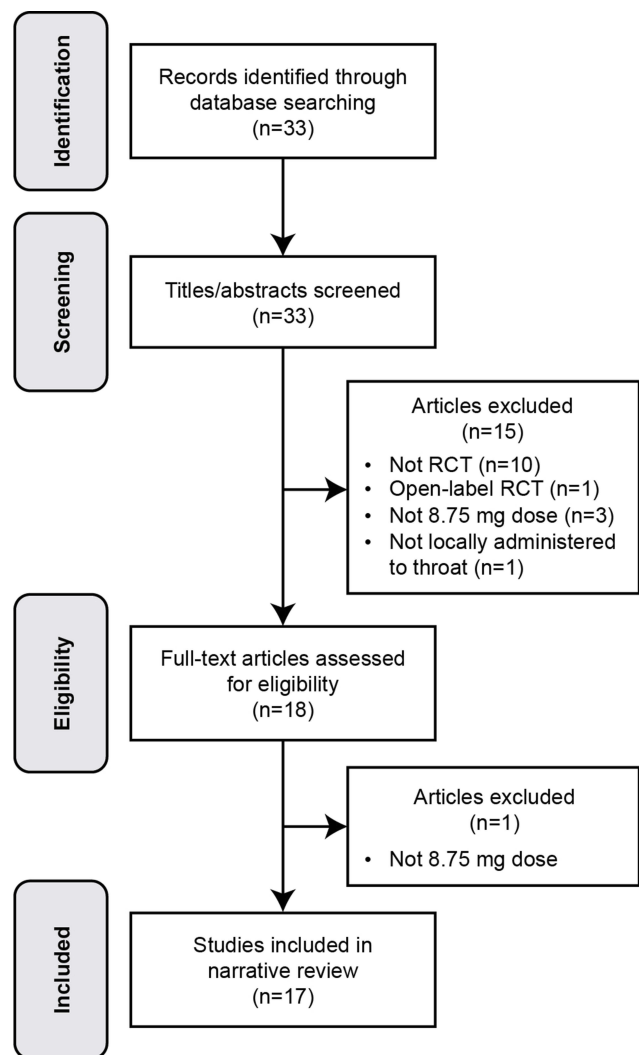 Identification
Records identified through
database searching
(n=33)
Screening
Titles/abstracts screened
(n=33)
Articles excluded
(n=15)
• Not RCT (n=10)
• Open-label RCT (n=1)
• Not 8.75 mg dose (n=3)
• Not locally administered
to throat (n=1)
Eligibility
Full-text articles assessed
for eligibility
(n=18)
Articles excluded
(n=1)
• Not 8.75 mg dose
Included
Studies included in
narrative review
(n=17)